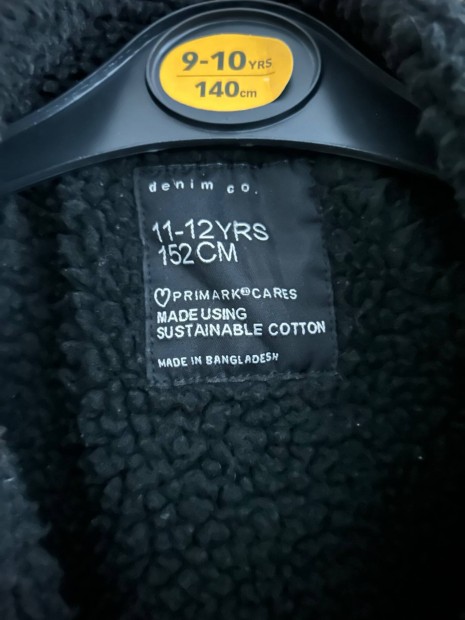 9-10 YRS
140cm
denim co.
11-12YRS
152CM
♡PRIMARK®CARES
MADE USING
SUSTAINABLE COTTON
MADE IN BANGLADESH